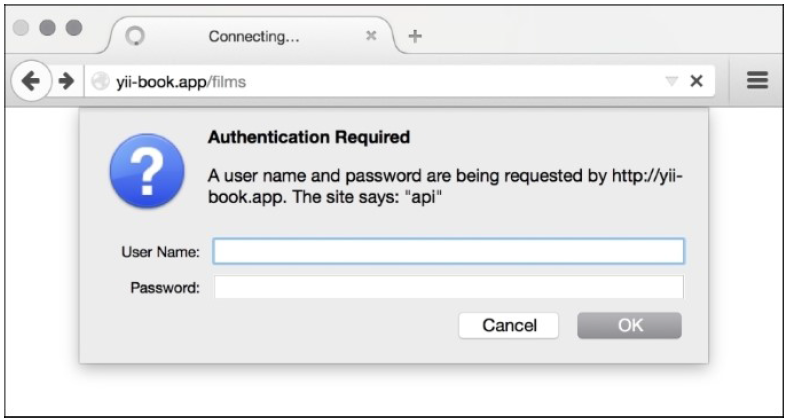 Connecting...
yii-book.app/films
Authentication Required
A user name and password are being requested by http://yii-
book.app. The site says: "api"
User Name:
Password:
Cancel OK